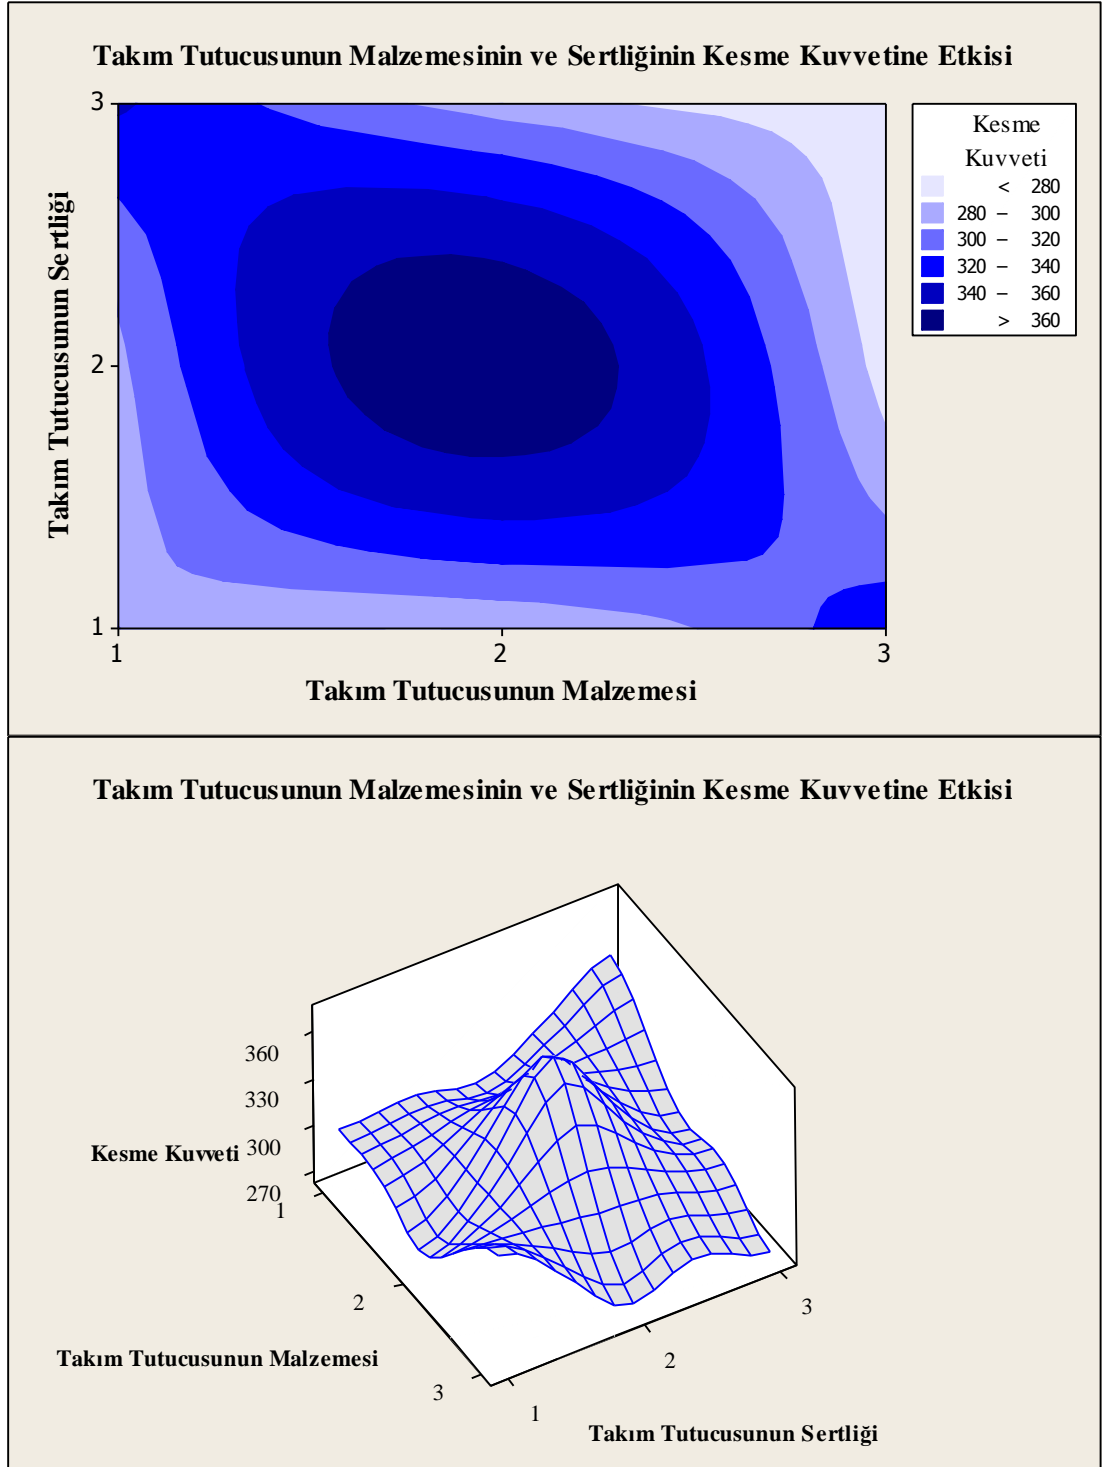 Takım Tutucusunun Malzemesinin ve Sertliğinin Kesme Kuvvetine Etkisi
Kesme
Kuvveti
< 280
280 – 300
300 – 320
320 – 340
340 – 360
> 360
Takım Tutucusunun Sertliği
3
2
1
1 2 3
Takım Tutucusunun Malzemesi
Takım Tutucusunun Malzemesinin ve Sertliğinin Kesme Kuvvetine Etkisi
360
330
300
270
Kesme Kuvveti
1
2
3
Takım Tutucusunun Malzemesi
1
2
3
Takım Tutucusunun Sertliği